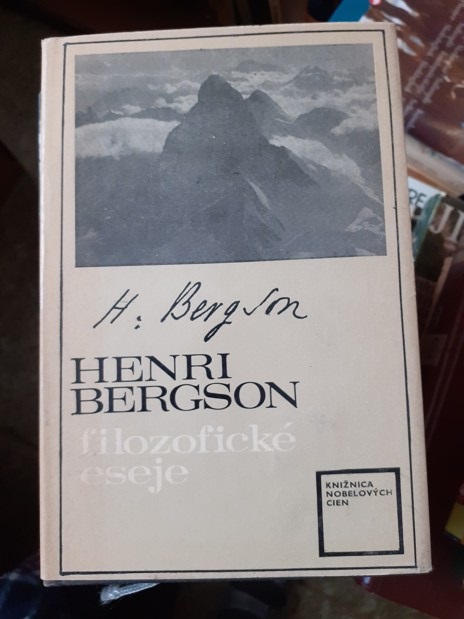 H. Bergson
HENRI
BERGSON
filozofické
eseje
KNIŽNICA
NOBELOVÝCH
CIEN